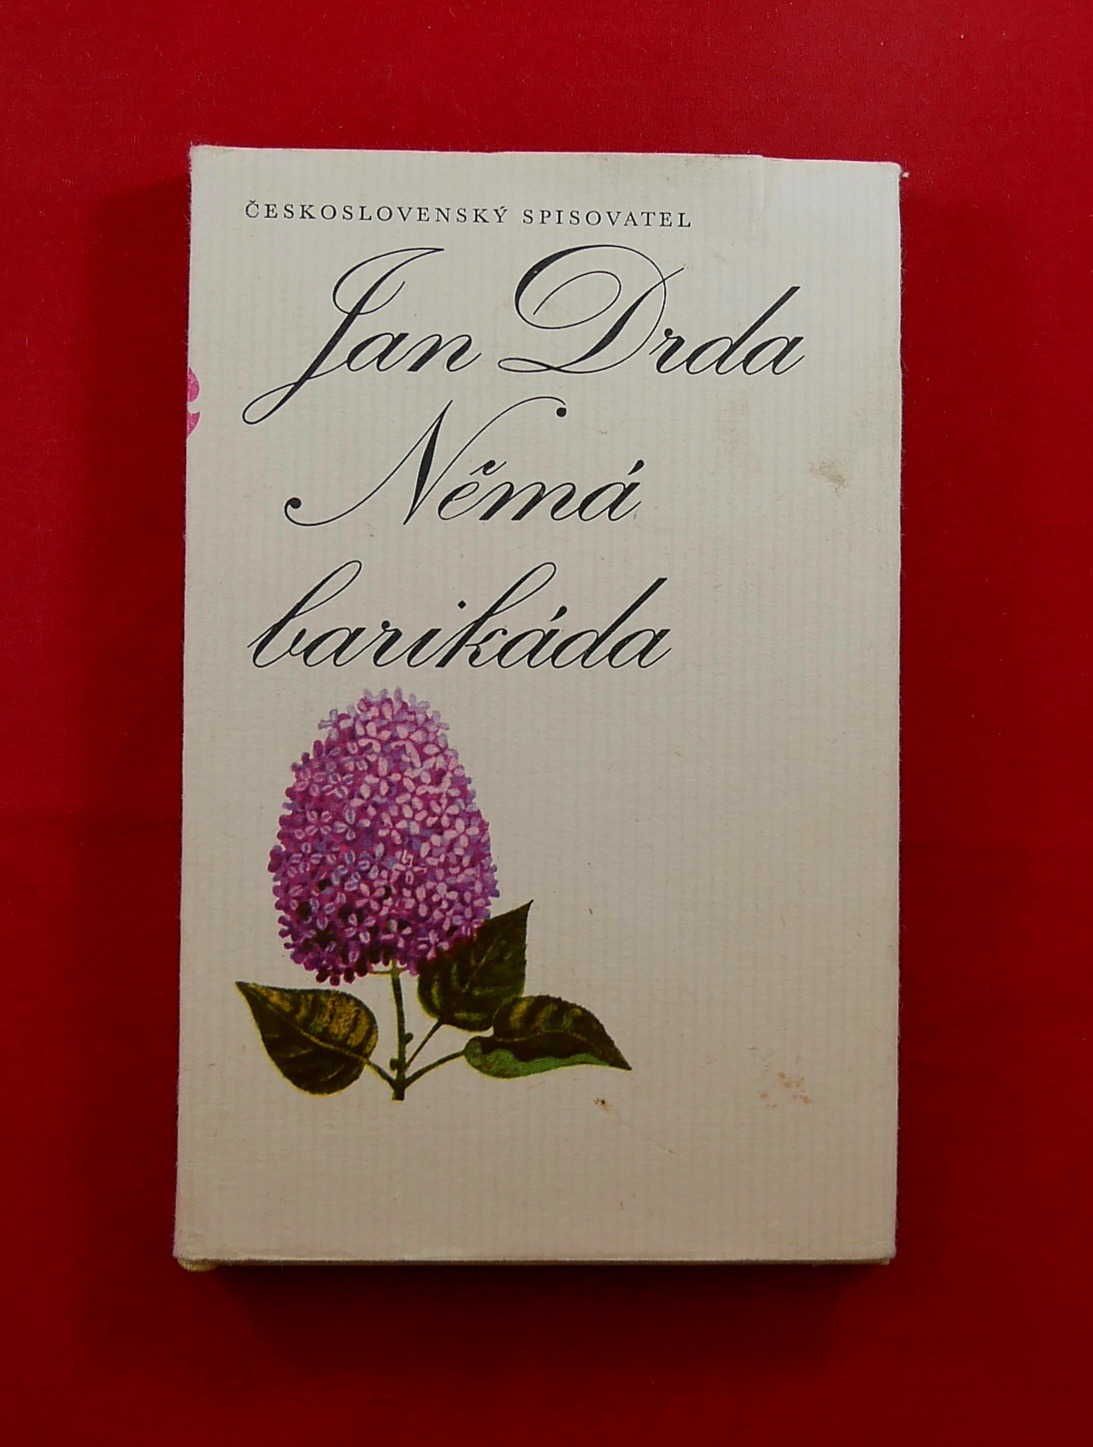 ČESKOSLOVENSKÝ SPISOVATEL
Jan Drda
Němá
barikáda